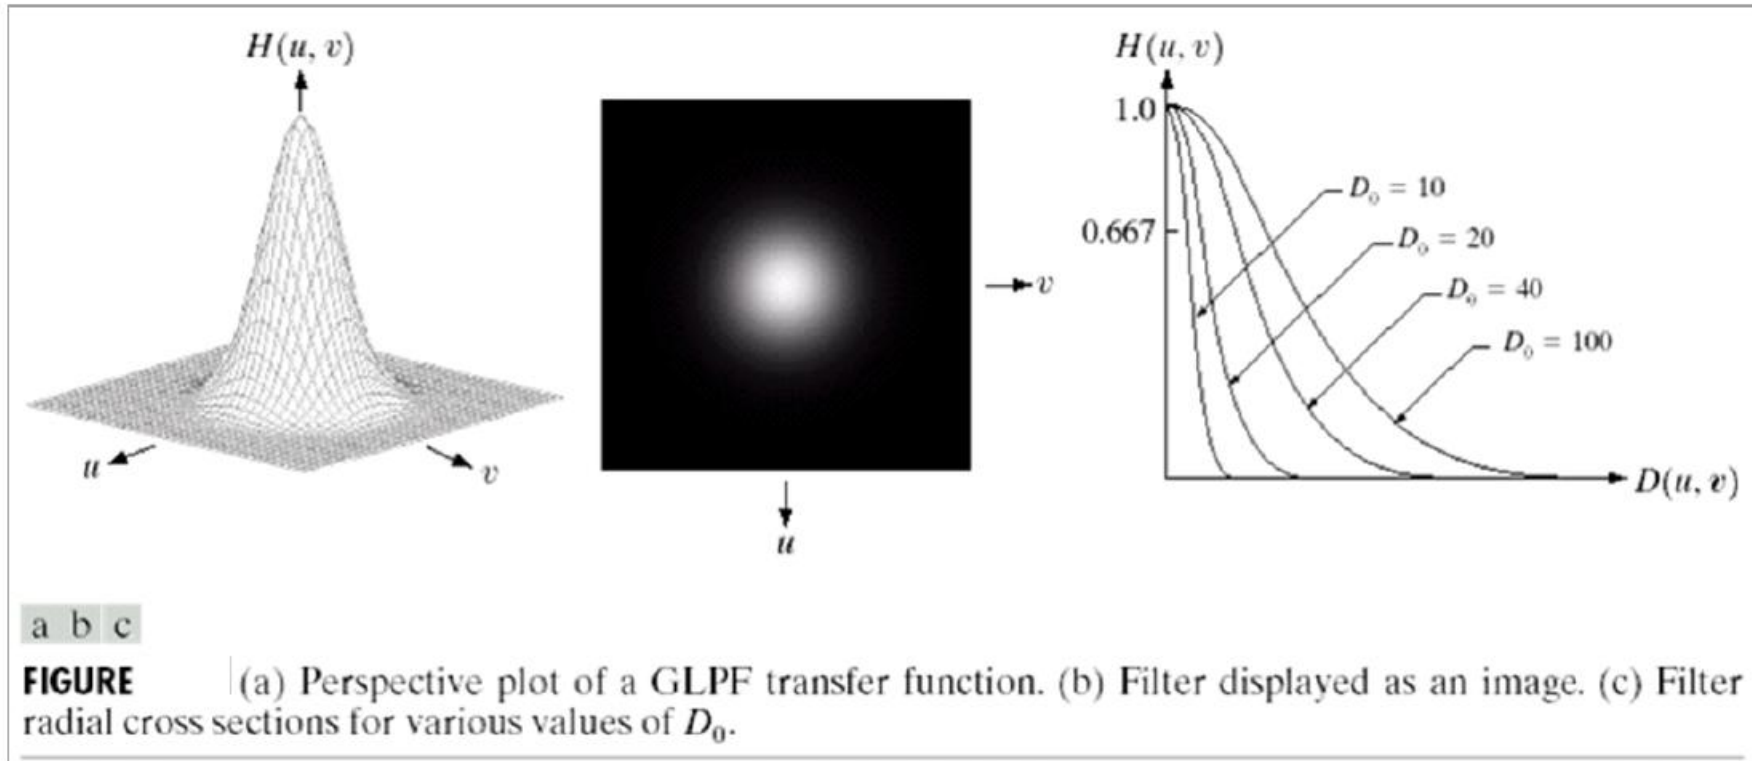 H(u, v)
u
v
v
u
H(u, v)
1.0
0.667
D₀ = 10
D₀ = 20
D₀ = 40
D₀ = 100
D(u, v)
a b c
FIGURE (a) Perspective plot of a GLPF transfer function. (b) Filter displayed as an image. (c) Filter
radial cross sections for various values of D₀.